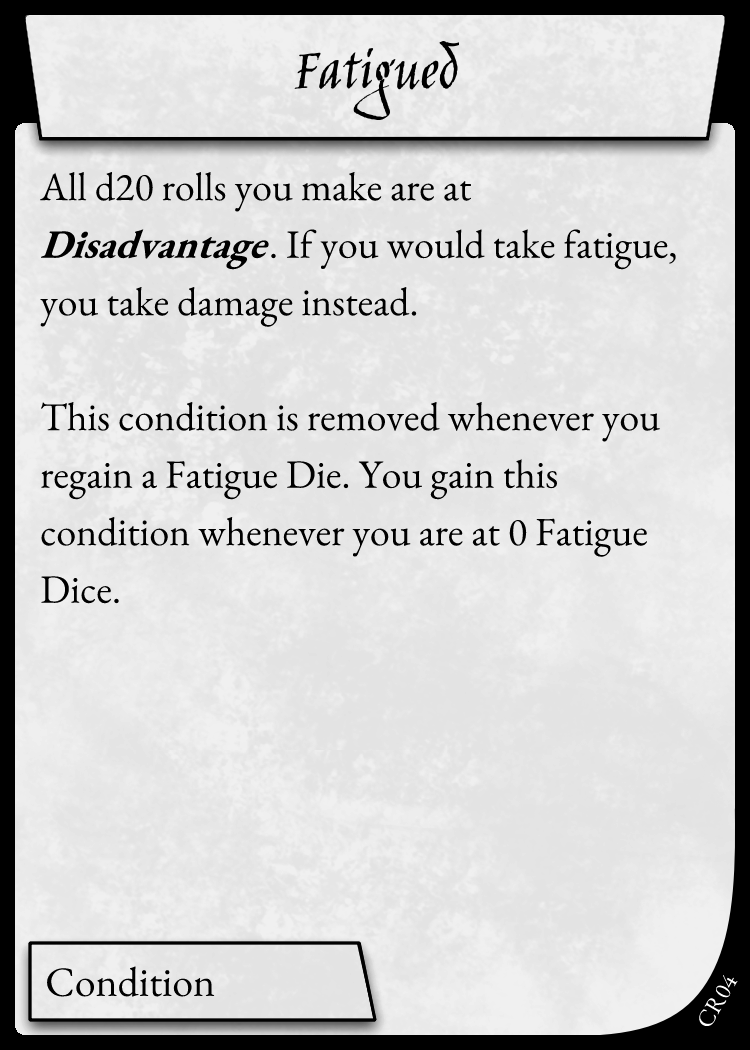 Fatigued
All d20 rolls you make are at
Disadvantage. If you would take fatigue,
you take damage instead.
This condition is removed whenever you
regain a Fatigue Die. You gain this
condition whenever you are at 0 Fatigue
Dice.
Condition
CR04